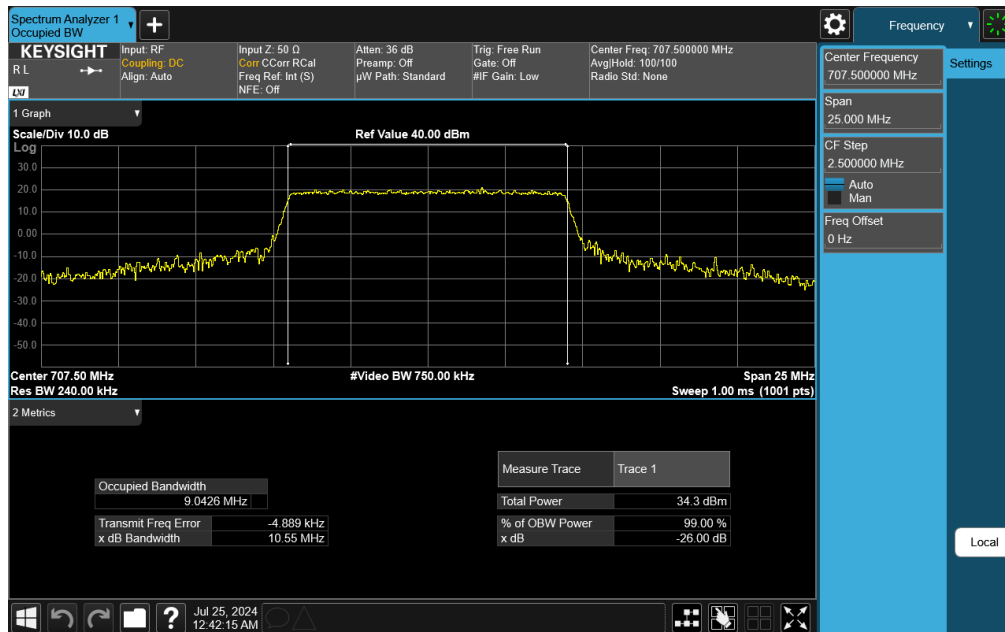 Spectrum Analyzer 1
Occupied BW
Frequency
KEYSIGHT
R L
LXI
Input: RF
Coupling: DC
Align: Auto
Input Z: 50 Ω
Corr CCorr RCal
Freq Ref: Int (S)
NFE: Off
Atten: 36 dB
Preamp: Off
µW Path: Standard
Trig: Free Run
Gate: Off
#IF Gain: Low
Center Freq: 707.500000 MHz
Avg|Hold: 100/100
Radio Std: None
Center Frequency
707.500000 MHz
Settings
Span
25.000 MHz
CF Step
2.500000 MHz
Auto
Man
Freq Offset
0 Hz
Local
1 Graph
Scale/Div 10.0 dB
Ref Value 40.00 dBm
Log
30.0
20.0
10.0
0.00
-10.0
-20.0
-30.0
-40.0
-50.0
Center 707.50 MHz
#Video BW 750.00 kHz
Span 25 MHz
Res BW 240.00 kHz
Sweep 1.00 ms (1001 pts)
2 Metrics
Occupied Bandwidth
9.0426 MHz
Transmit Freq Error -4.889 kHz
x dB Bandwidth 10.55 MHz
Measure Trace Trace 1
Total Power 34.3 dBm
% of OBW Power 99.00 %
x dB -26.00 dB
Jul 25, 2024
12:42:15 AM